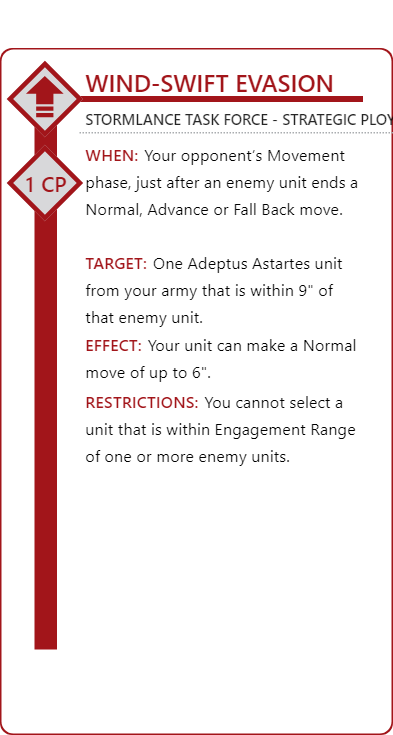 WIND-SWIFT EVASION
STORMLANCE TASK FORCE - STRATEGIC PLOY
1 CP
WHEN: Your opponent's Movement
phase, just after an enemy unit ends a
Normal, Advance or Fall Back move.
TARGET: One Adeptus Astartes unit
from your army that is within 9" of
that enemy unit.
EFFECT: Your unit can make a Normal
move of up to 6".
RESTRICTIONS: You cannot select a
unit that is within Engagement Range
of one or more enemy units.